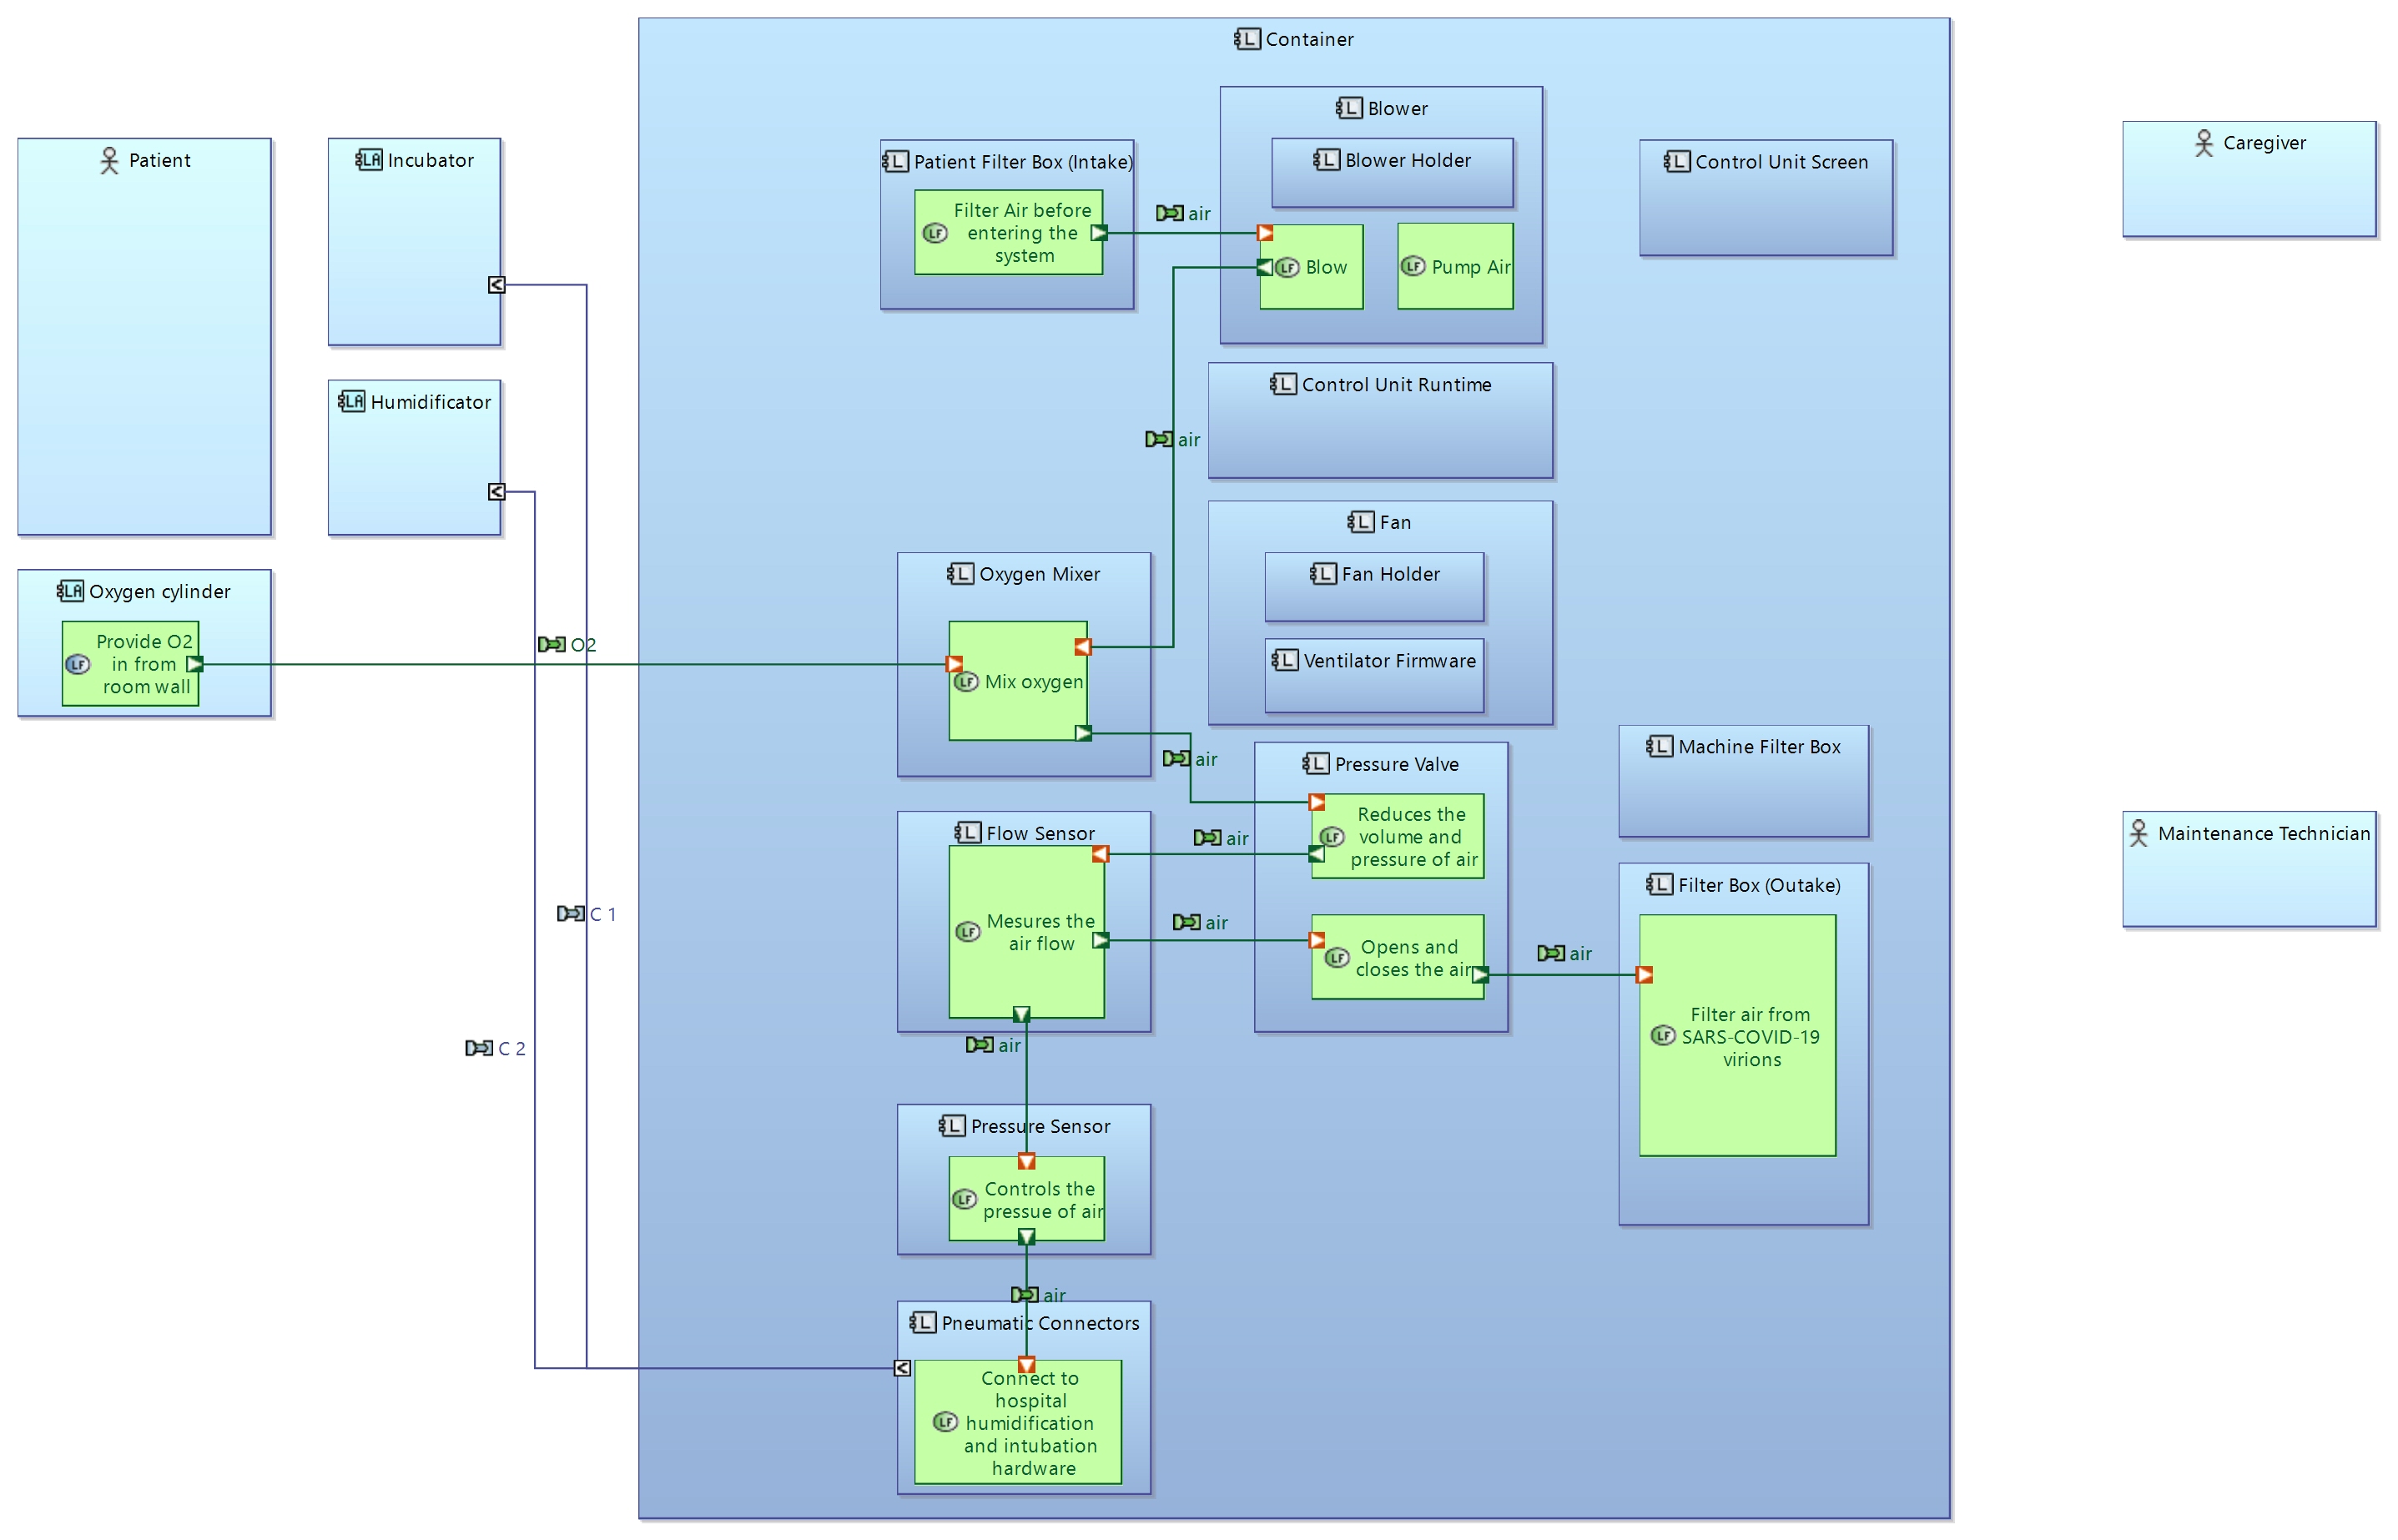 Container
Patient
Incubator
Humidificator
Oxygen cylinder
Provide O2
in from
room wall
O2
C 1
C 2
Patient Filter Box (Intake)
Filter Air before
entering the
system
air
Blower
Blower Holder
Blow
Pump Air
Control Unit Screen
Control Unit Runtime
air
Fan
Fan Holder
Ventilator Firmware
Oxygen Mixer
Mix oxygen
air
Pressure Valve
Reduces the
volume and
pressure of air
Opens and
closes the air
air
air
Flow Sensor
Mesures the
air flow
air
Pressure Sensor
Controls the
pressue of air
air
Pneumatic Connectors
Connect to
hospital
humidification
and intubation
hardware
Machine Filter Box
Filter Box (Outake)
air
Filter air from
SARS-COVID-19
virions
Caregiver
Maintenance Technician